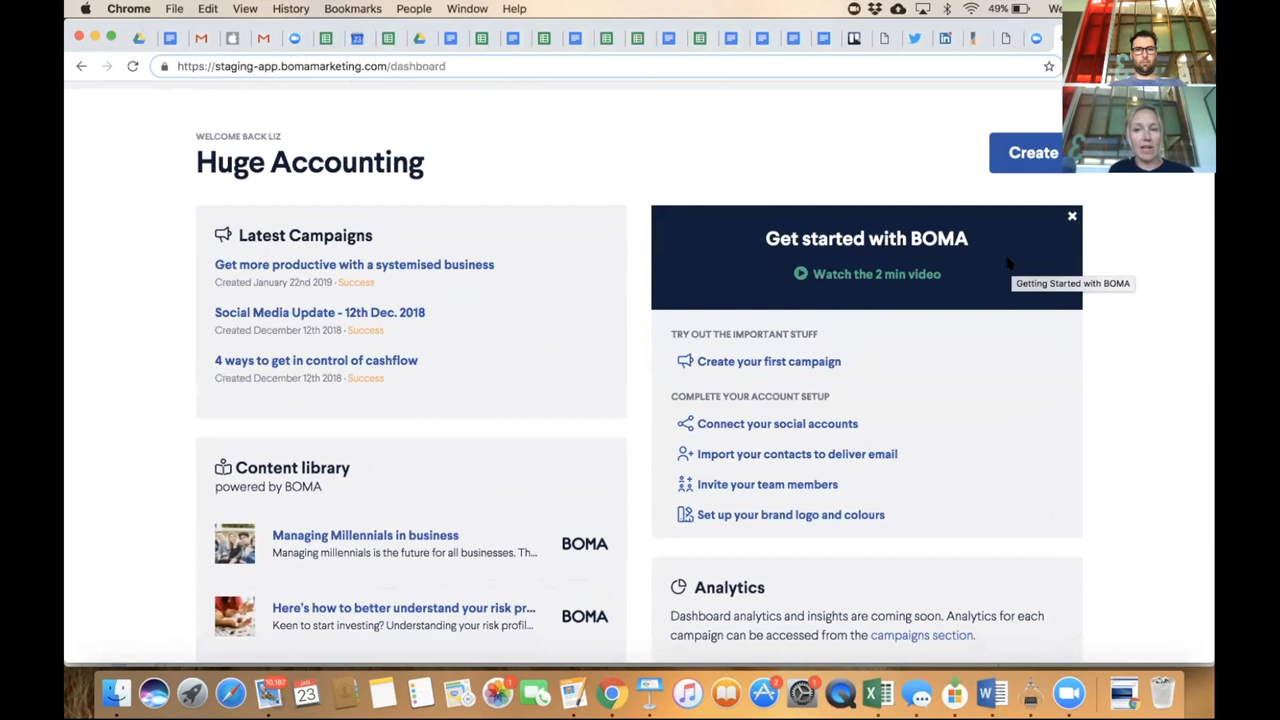 Chrome File Edit View History Bookmarks People Window Help 49% We
https://staging-app.bomamarketing.com/dashboard
WELCOME BACK LIZ
Huge Accounting
Create
Latest Campaigns
Get more productive with a systemised business
Created January 22nd 2019 · Success
Social Media Update - 12th Dec. 2018
Created December 12th 2018 · Success
4 ways to get in control of cashflow
Created December 12th 2018 · Success
Content library
powered by BOMA
Managing Millennials in business
Managing millennials is the future for all businesses. Th...
BOMA
Here's how to better understand your risk pr...
Keen to start investing? Understanding your risk profil...
BOMA
Get started with BOMA
Watch the 2 min video
Getting Started with BOMA
TRY OUT THE IMPORTANT STUFF
Create your first campaign
COMPLETE YOUR ACCOUNT SETUP
Connect your social accounts
Import your contacts to deliver email
Invite your team members
Set up your brand logo and colours
Analytics
Dashboard analytics and insights are coming soon. Analytics for each
campaign can be accessed from the campaigns section.
10,187
JAN
23
1
2
1